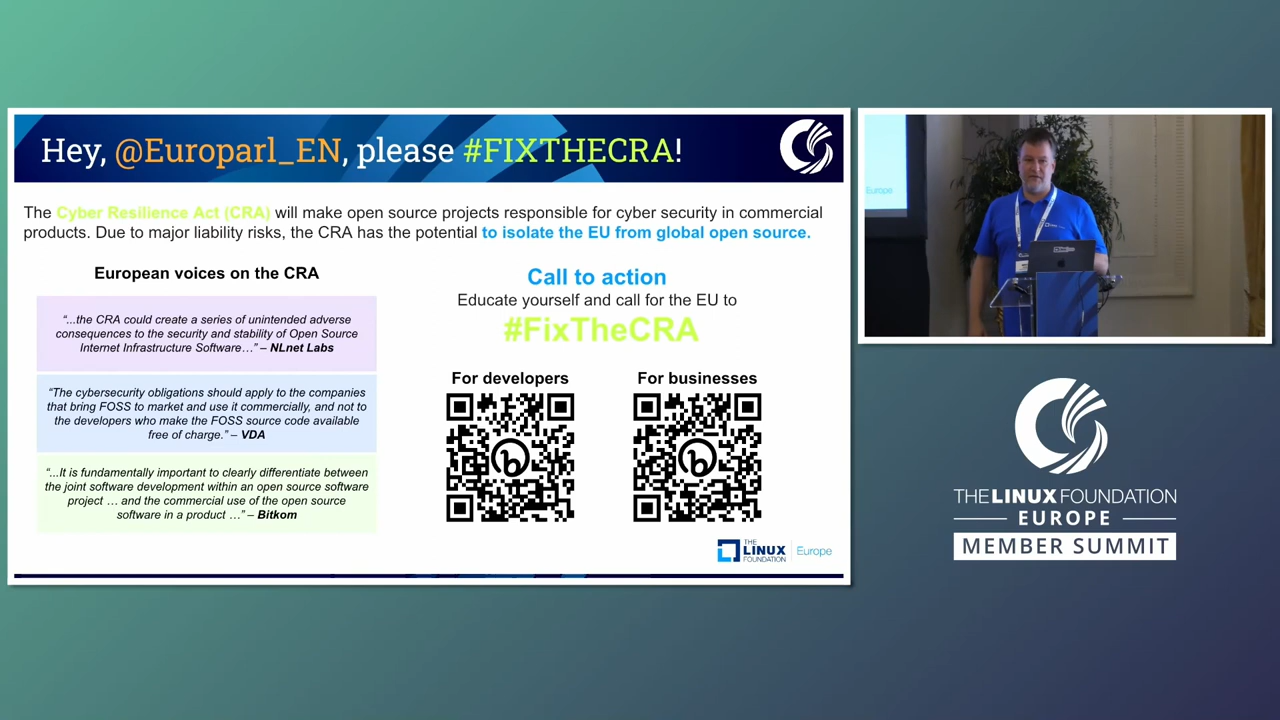 Hey, @Europarl_EN, please #FIXTHECRA!
The Cyber Resilience Act (CRA) will make open source projects responsible for cyber security in commercial
products. Due to major liability risks, the CRA has the potential to isolate the EU from global open source.
European voices on the CRA
“...the CRA could create a series of unintended adverse
consequences to the security and stability of Open Source
Internet Infrastructure Software…” – NLnet Labs
“The cybersecurity obligations should apply to the companies
that bring FOSS to market and use it commercially, and not to
the developers who make the FOSS source code available
free of charge.” – VDA
“...It is fundamentally important to clearly differentiate between
the joint software development within an open source software
project … and the commercial use of the open source
software in a product …” – Bitkom
Call to action
Educate yourself and call for the EU to
#FixTheCRA
For developers
For businesses
THE
LINUX
FOUNDATION
Europe
Europe
THE LINUX FOUNDATION
EUROPE
MEMBER SUMMIT